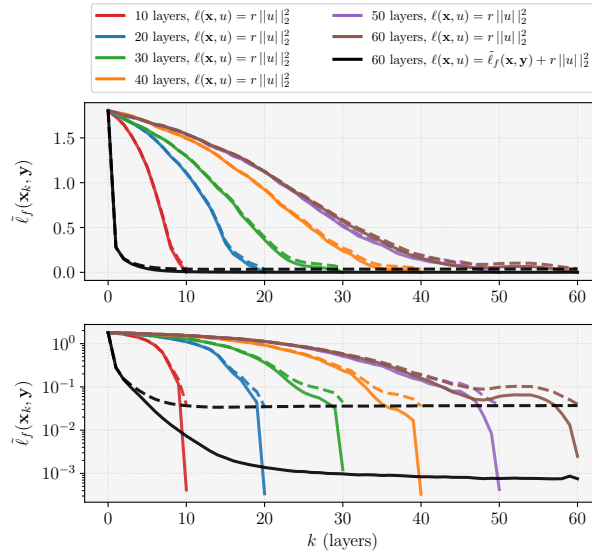 10 layers, ℓ(𝐱, u) = r ||u||₂²
20 layers, ℓ(𝐱, u) = r ||u||₂²
30 layers, ℓ(𝐱, u) = r ||u||₂²
40 layers, ℓ(𝐱, u) = r ||u||₂²
50 layers, ℓ(𝐱, u) = r ||u||₂²
60 layers, ℓ(𝐱, u) = r ||u||₂²
60 layers, ℓ(𝐱, u) = ℓ̃_f(𝐱, 𝐲) + r ||u||₂²
ℓ̃_f(𝐱_k, 𝐲)
1.5
1.0
0.5
0.0
0 10 20 30 40 50 60
ℓ̃_f(𝐱_k, 𝐲)
10⁰
10⁻¹
10⁻²
10⁻³
0 10 20 30 40 50 60
k (layers)